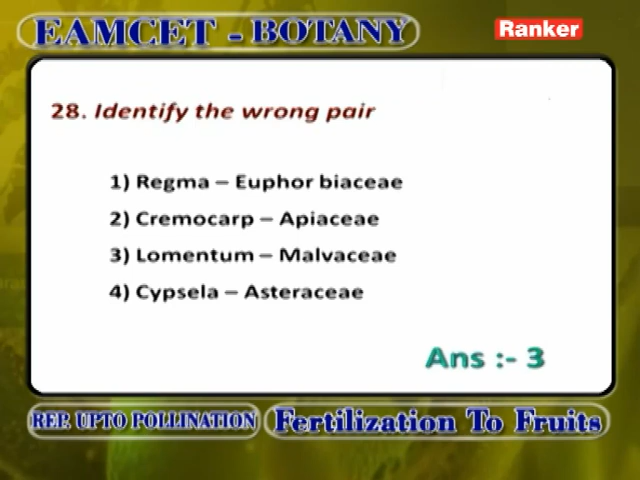 EAMCET - BOTANY
Ranker
28. Identify the wrong pair
1) Regma – Euphor biaceae
2) Cremocarp – Apiaceae
3) Lomentum – Malvaceae
4) Cypsela – Asteraceae
Ans :- 3
REP. UPTO POLLINATION
Fertilization To Fruits